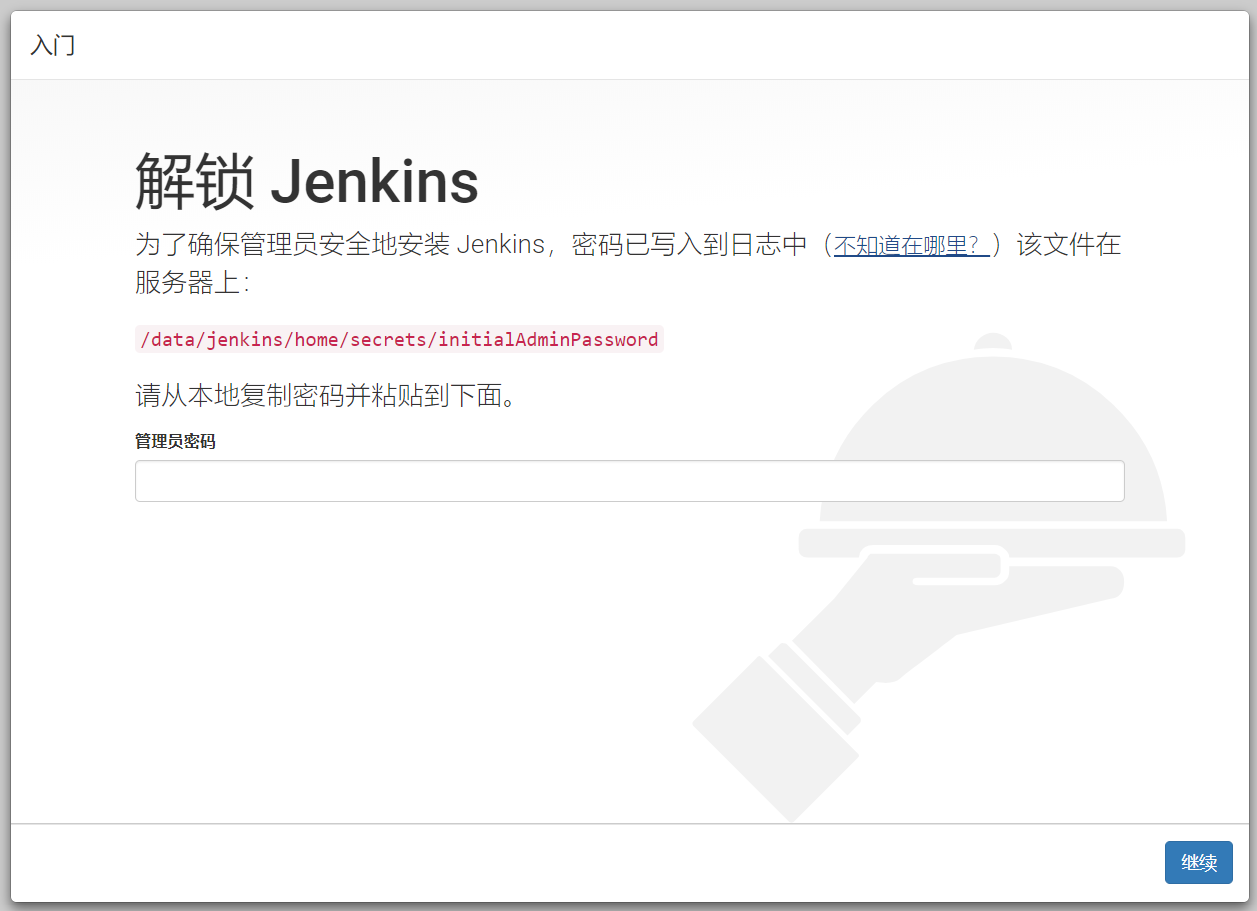 入门
解锁 Jenkins
为了确保管理员安全地安装 Jenkins，密码已写入到日志中（不知道在哪里？）该文件在
服务器上：
/data/jenkins/home/secrets/initialAdminPassword
请从本地复制密码并粘贴到下面。
管理员密码
继续